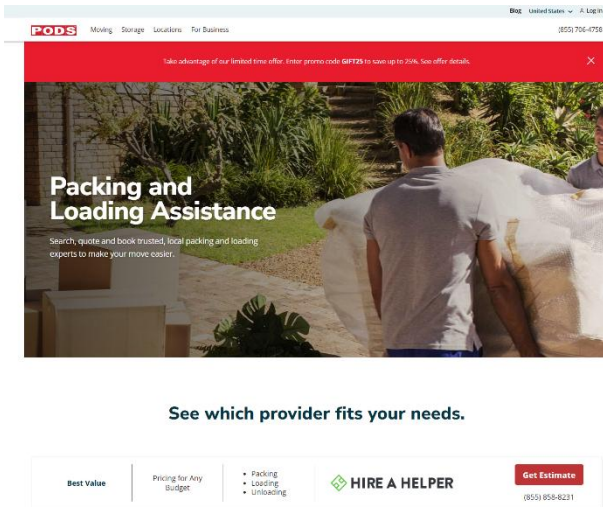 Blog United States Log In
PODS Moving Storage Locations For Business (855) 706-4758
Take advantage of our limited time offer. Enter promo code GIFT25 to save up to 25%. See offer details.
Packing and
Loading Assistance
Search, quote and book trusted, local packing and loading
experts to make your move easier.
See which provider fits your needs.
Best Value
Pricing for Any
Budget
• Packing
• Loading
• Unloading
HIRE A HELPER
Get Estimate
(855) 858-8231